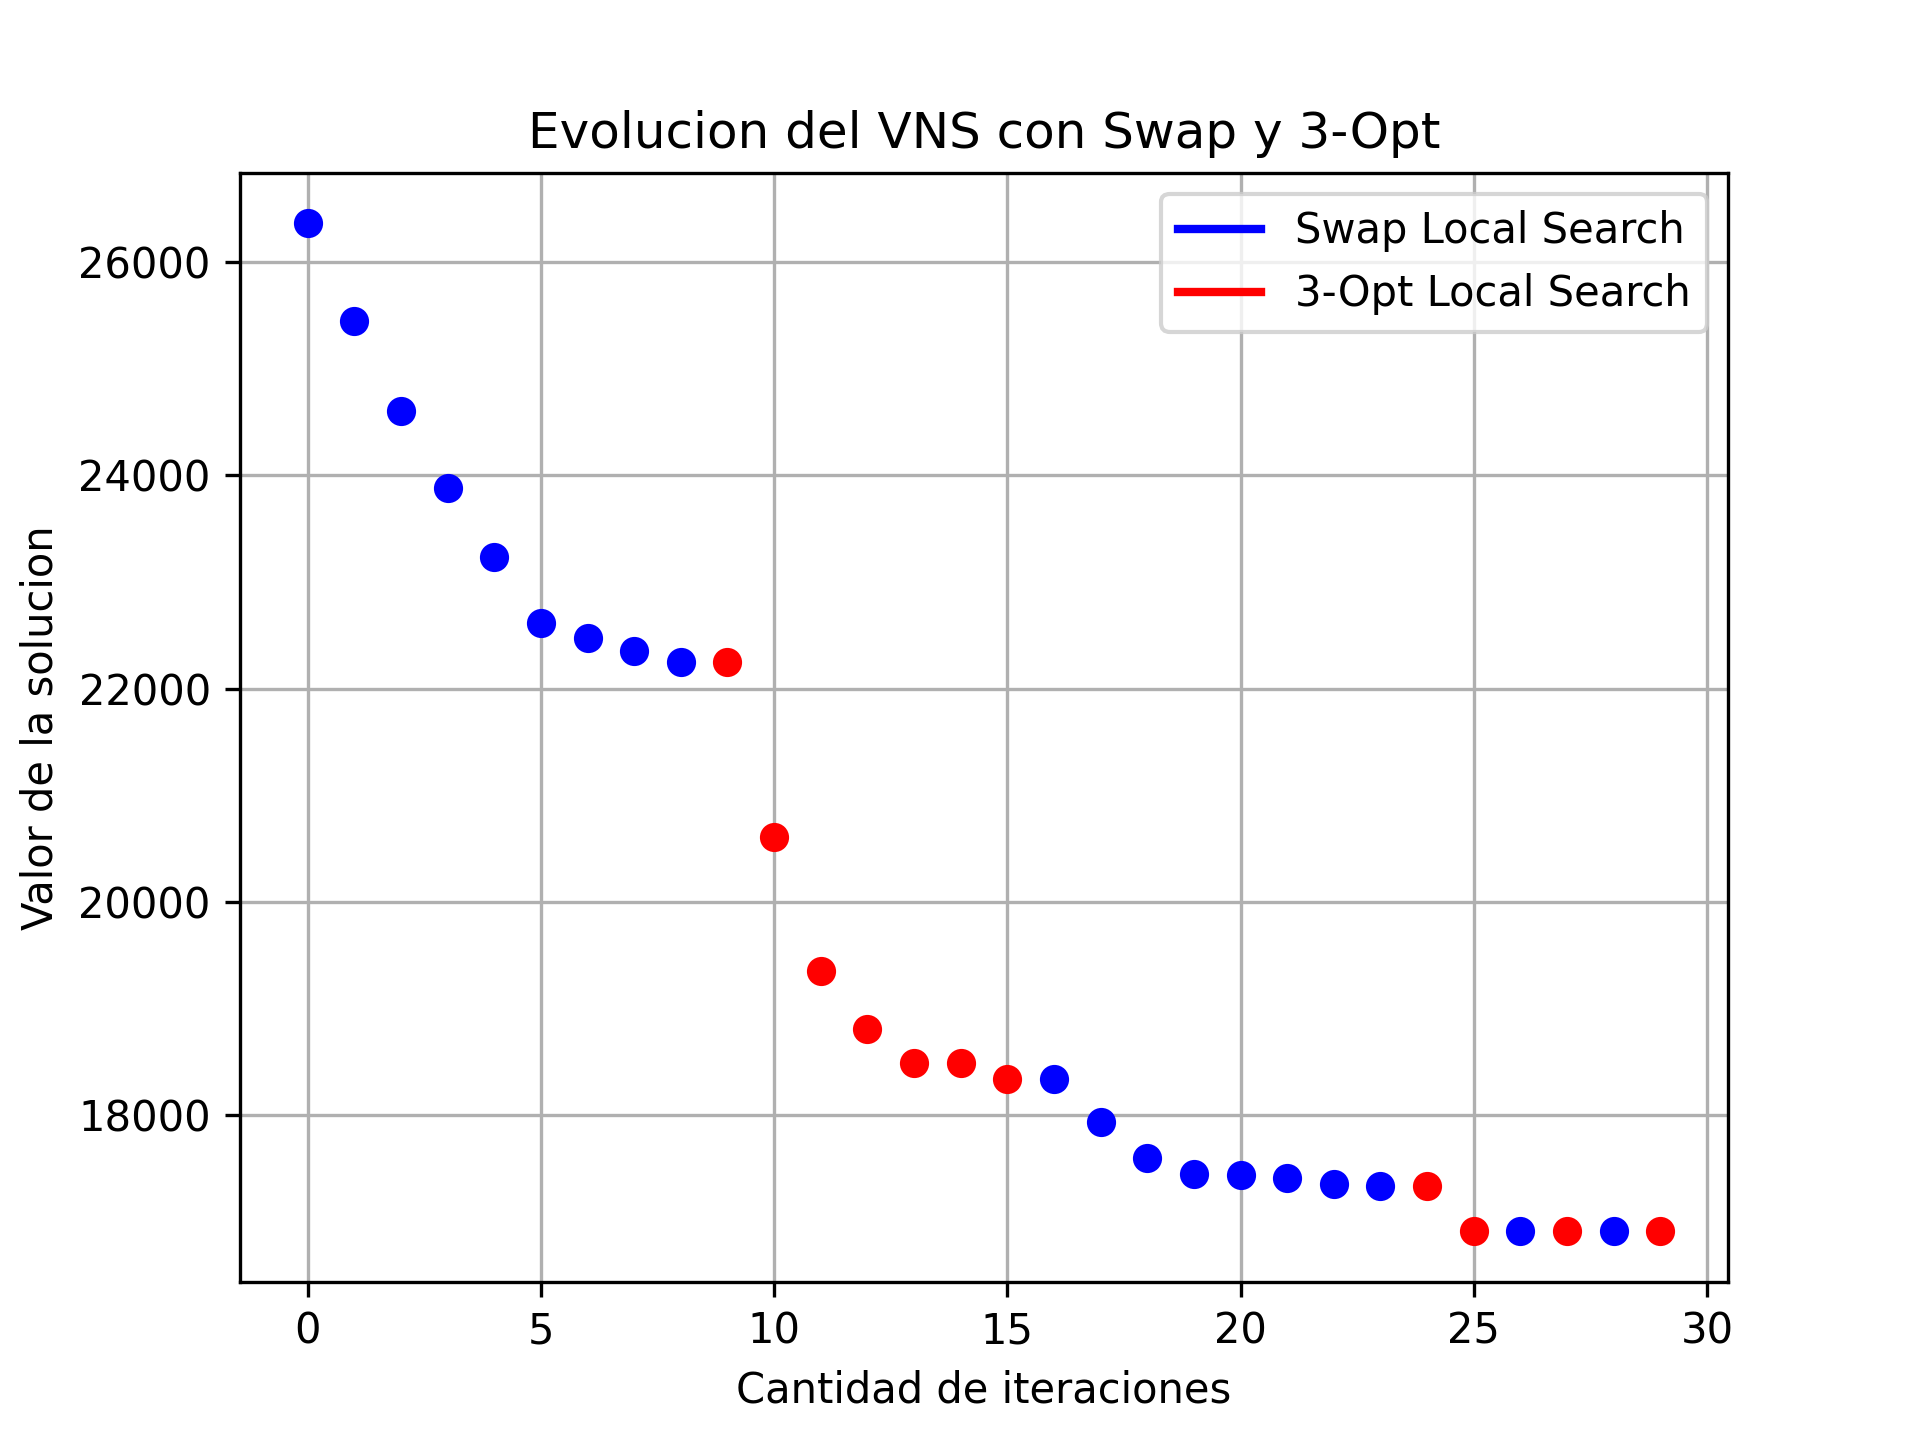 Evolucion del VNS con Swap y 3-Opt
Swap Local Search
3-Opt Local Search
Valor de la solucion
26000
24000
22000
20000
18000
0 5 10 15 20 25 30
Cantidad de iteraciones